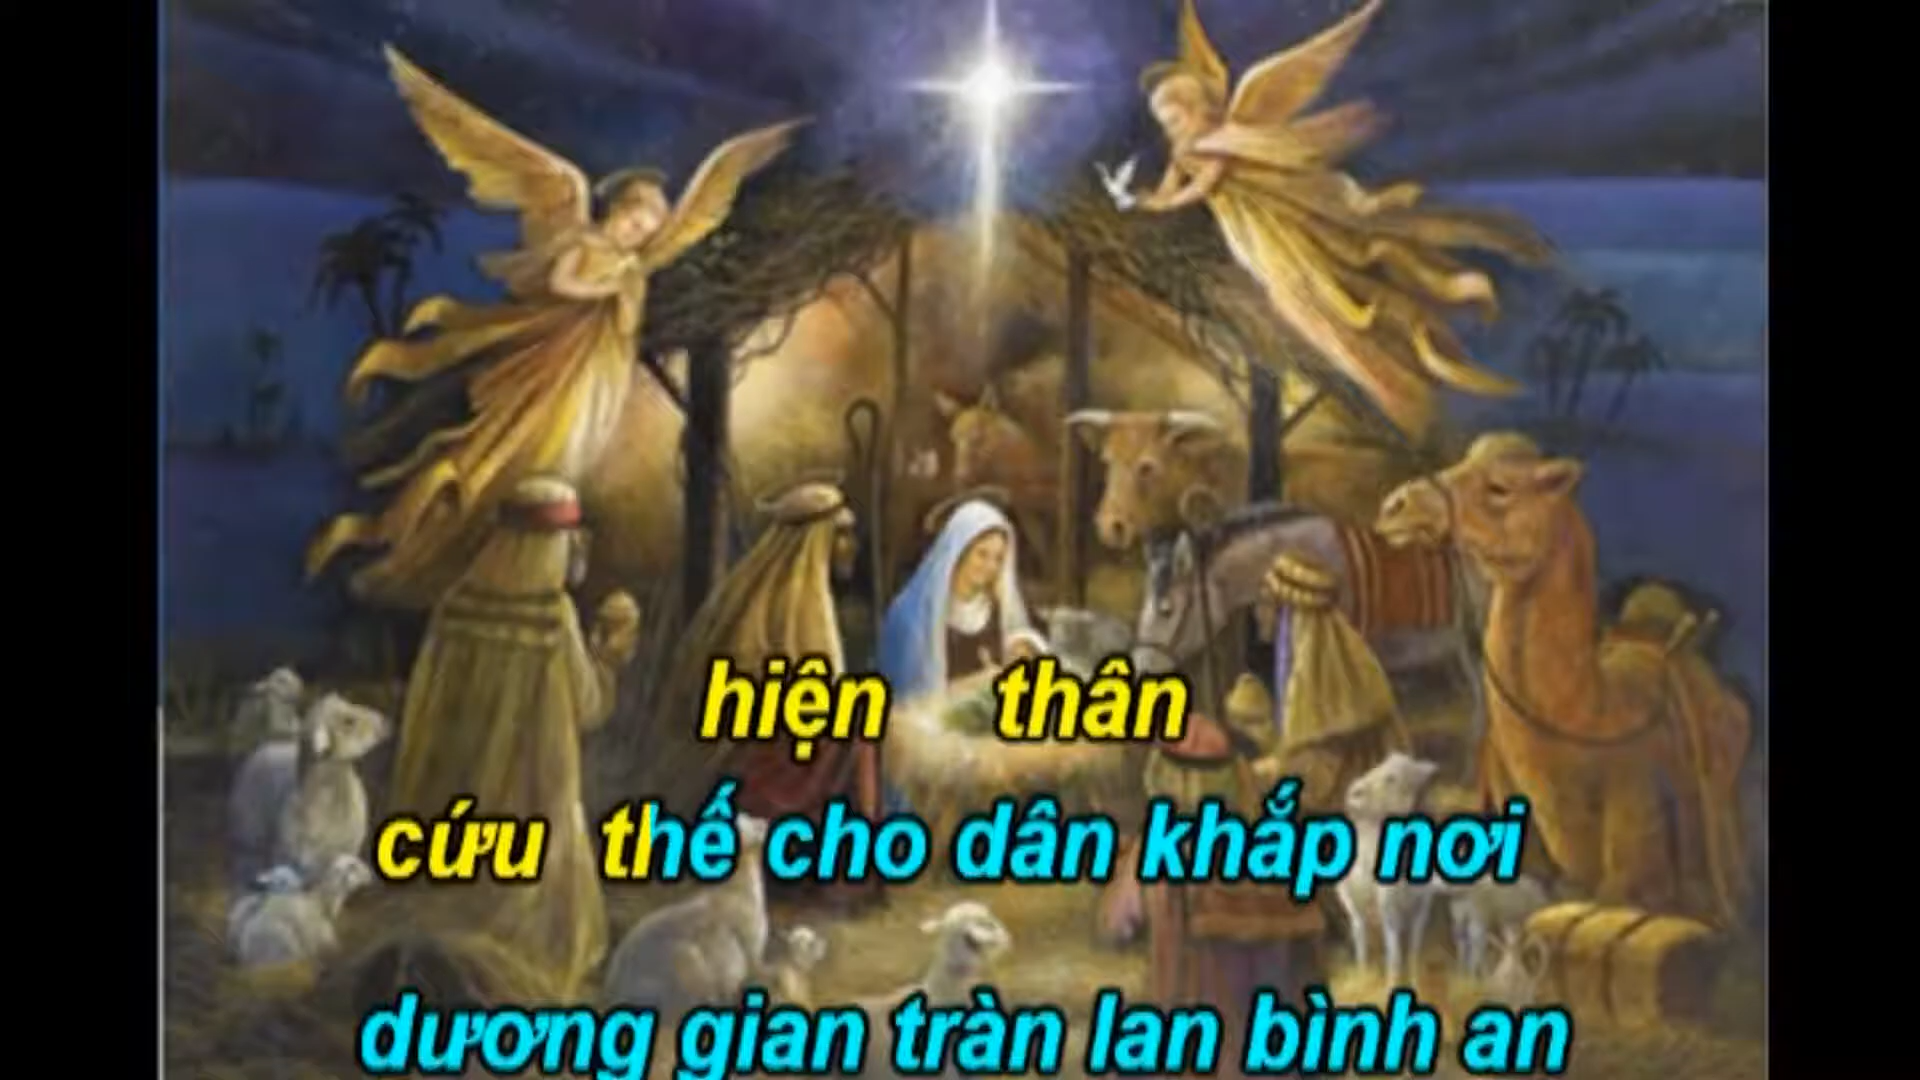 hiện thân
cứu thế cho dân khắp nơi
dương gian tràn lan bình an